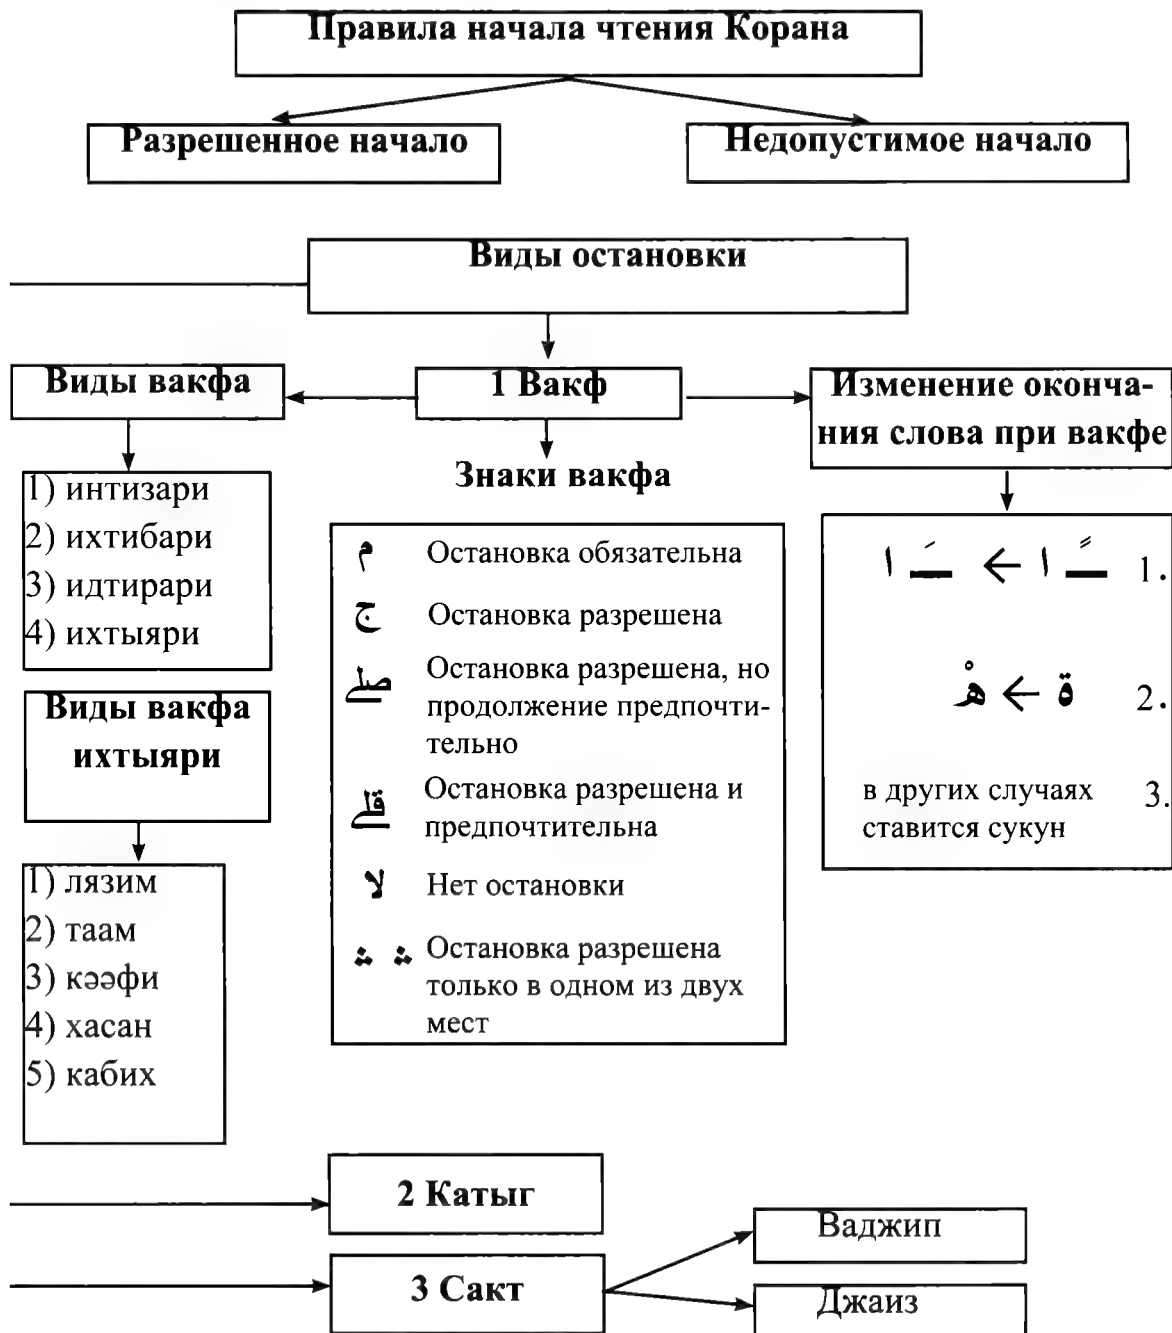 Правила начала чтения Корана
Разрешенное начало
Недопустимое начало
Виды остановки
Виды вакфа
1 Вакф
Изменение оконча-
ния слова при вакфе
Знаки вакфа
1) интизари
2) ихтибари
3) идтирари
4) ихтыяри
Виды вакфа
ихтыяри
1) лязим
2) таам
3) кәәфи
4) хасан
5) кабих
م Остановка обязательна
ج Остановка разрешена
صلے Остановка разрешена, но
продолжение предпочти-
тельно
قلے Остановка разрешена и
предпочтительна
لا Нет остановки
ۛ ۛ Остановка разрешена
только в одном из двух
мест
1. ـًـ ا ← ـَـ ا
2. ة ← هْ
3. в других случаях
ставится сукун
2 Катыг
3 Сакт
Ваджип
Джаиз